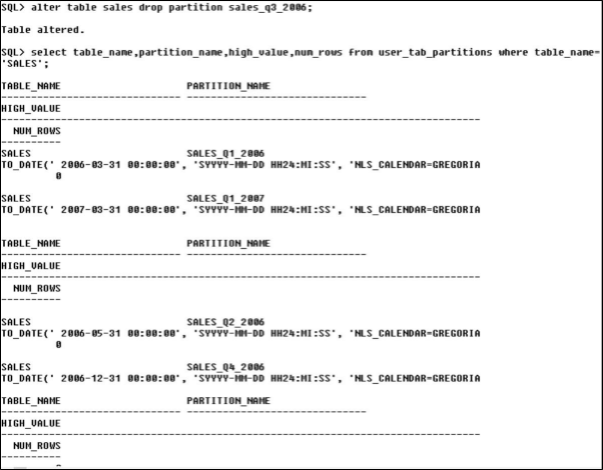 SQL> alter table sales drop partition sales_q3_2006;
Table altered.
SQL> select table_name,partition_name,high_value,num_rows from user_tab_partitions where table_name=
'SALES';
TABLE_NAME PARTITION_NAME
------------------------------ ------------------------------
HIGH_VALUE
--------------------------------------------------------------------------------
NUM_ROWS
----------
SALES SALES_Q1_2006
TO_DATE(' 2006-03-31 00:00:00', 'SYYYY-MM-DD HH24:MI:SS', 'NLS_CALENDAR=GREGORIA
0
SALES SALES_Q1_2007
TO_DATE(' 2007-03-31 00:00:00', 'SYYYY-MM-DD HH24:MI:SS', 'NLS_CALENDAR=GREGORIA
TABLE_NAME PARTITION_NAME
------------------------------ ------------------------------
HIGH_VALUE
--------------------------------------------------------------------------------
NUM_ROWS
----------
SALES SALES_Q2_2006
TO_DATE(' 2006-05-31 00:00:00', 'SYYYY-MM-DD HH24:MI:SS', 'NLS_CALENDAR=GREGORIA
0
SALES SALES_Q4_2006
TO_DATE(' 2006-12-31 00:00:00', 'SYYYY-MM-DD HH24:MI:SS', 'NLS_CALENDAR=GREGORIA
TABLE_NAME PARTITION_NAME
------------------------------ ------------------------------
HIGH_VALUE
--------------------------------------------------------------------------------
NUM_ROWS
----------